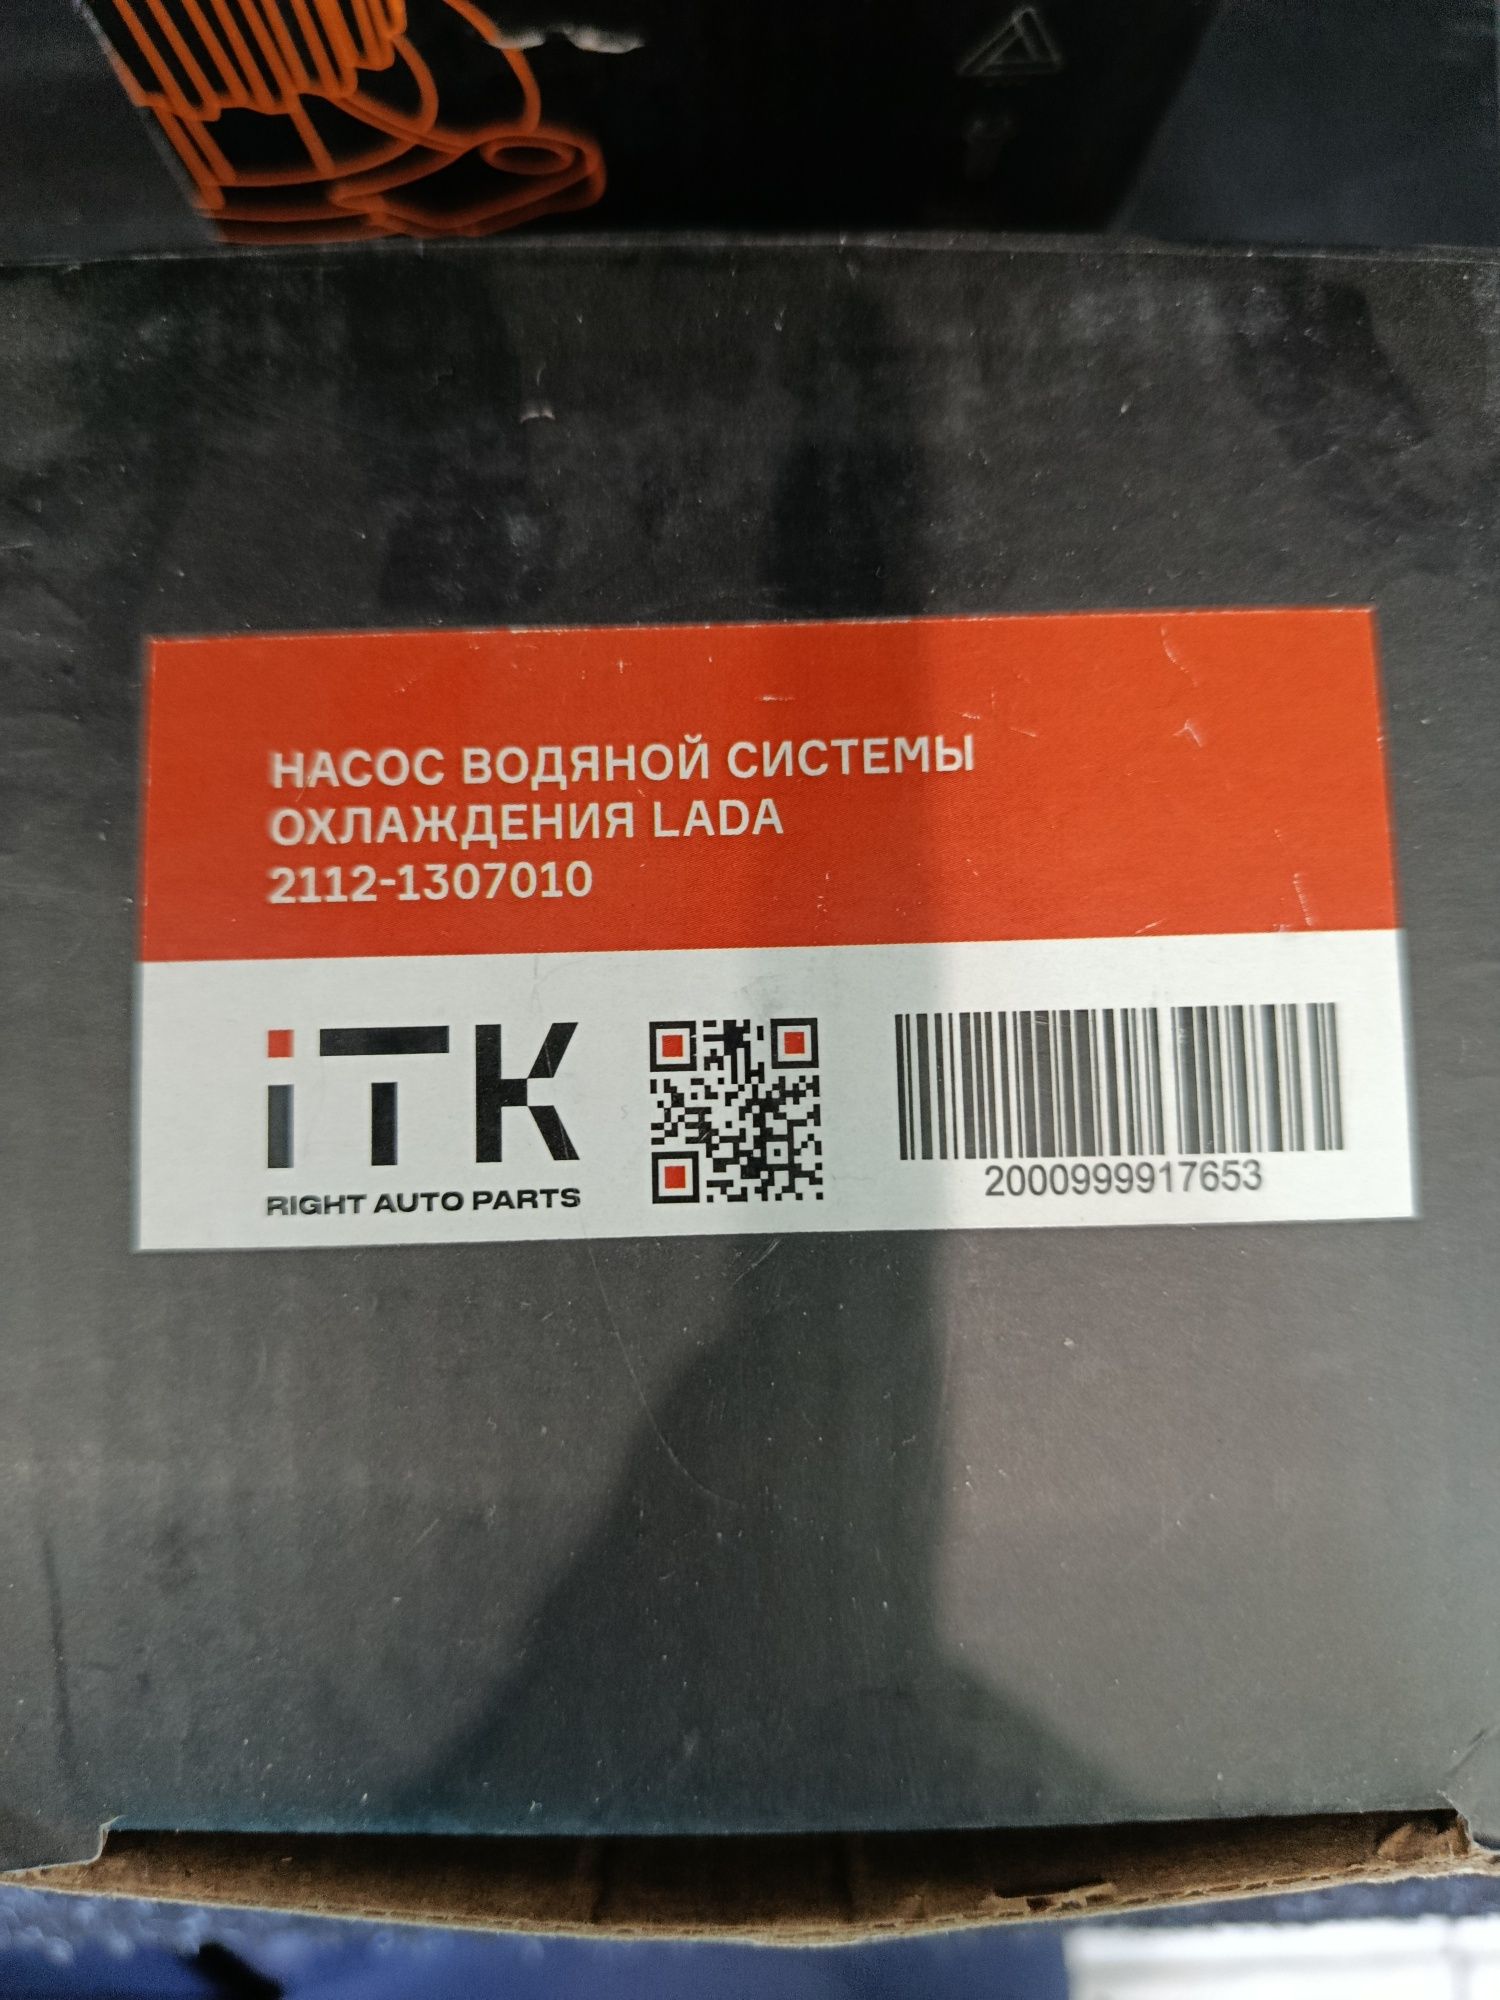 НАСОС ВОДЯНОЙ СИСТЕМЫ
ОХЛАЖДЕНИЯ LADA
2112-1307010
iTK
RIGHT AUTO PARTS
2000999917653